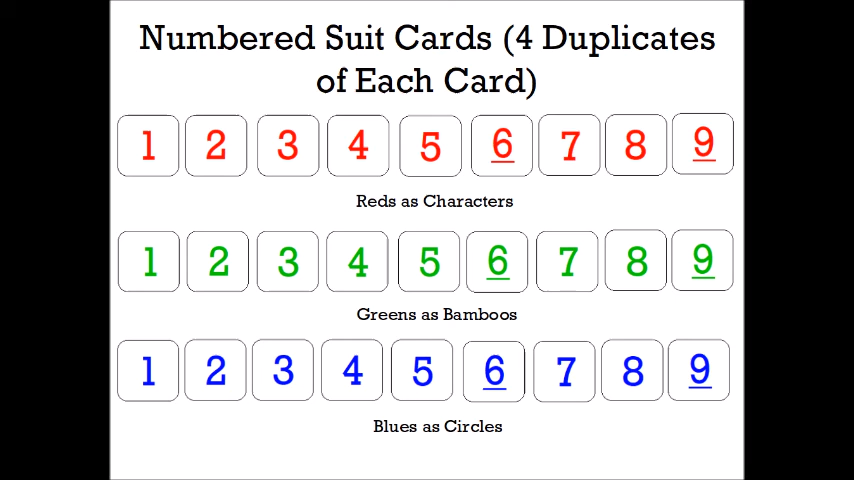 Numbered Suit Cards (4 Duplicates
of Each Card)
1 2 3 4 5 6 7 8 9
Reds as Characters
1 2 3 4 5 6 7 8 9
Greens as Bamboos
1 2 3 4 5 6 7 8 9
Blues as Circles